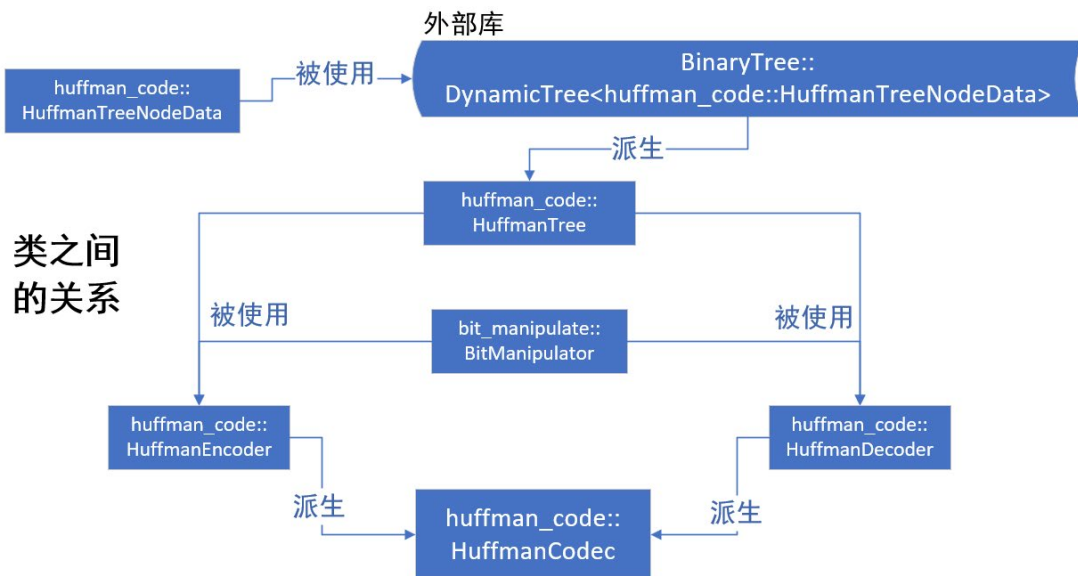 外部库
huffman_code::
HuffmanTreeNodeData
被使用
BinaryTree::
DynamicTree<huffman_code::HuffmanTreeNodeData>
派生
huffman_code::
HuffmanTree
类之间
的关系
被使用
bit_manipulate::
BitManipulator
被使用
huffman_code::
HuffmanEncoder
huffman_code::
HuffmanDecoder
派生
huffman_code::
HuffmanCodec
派生